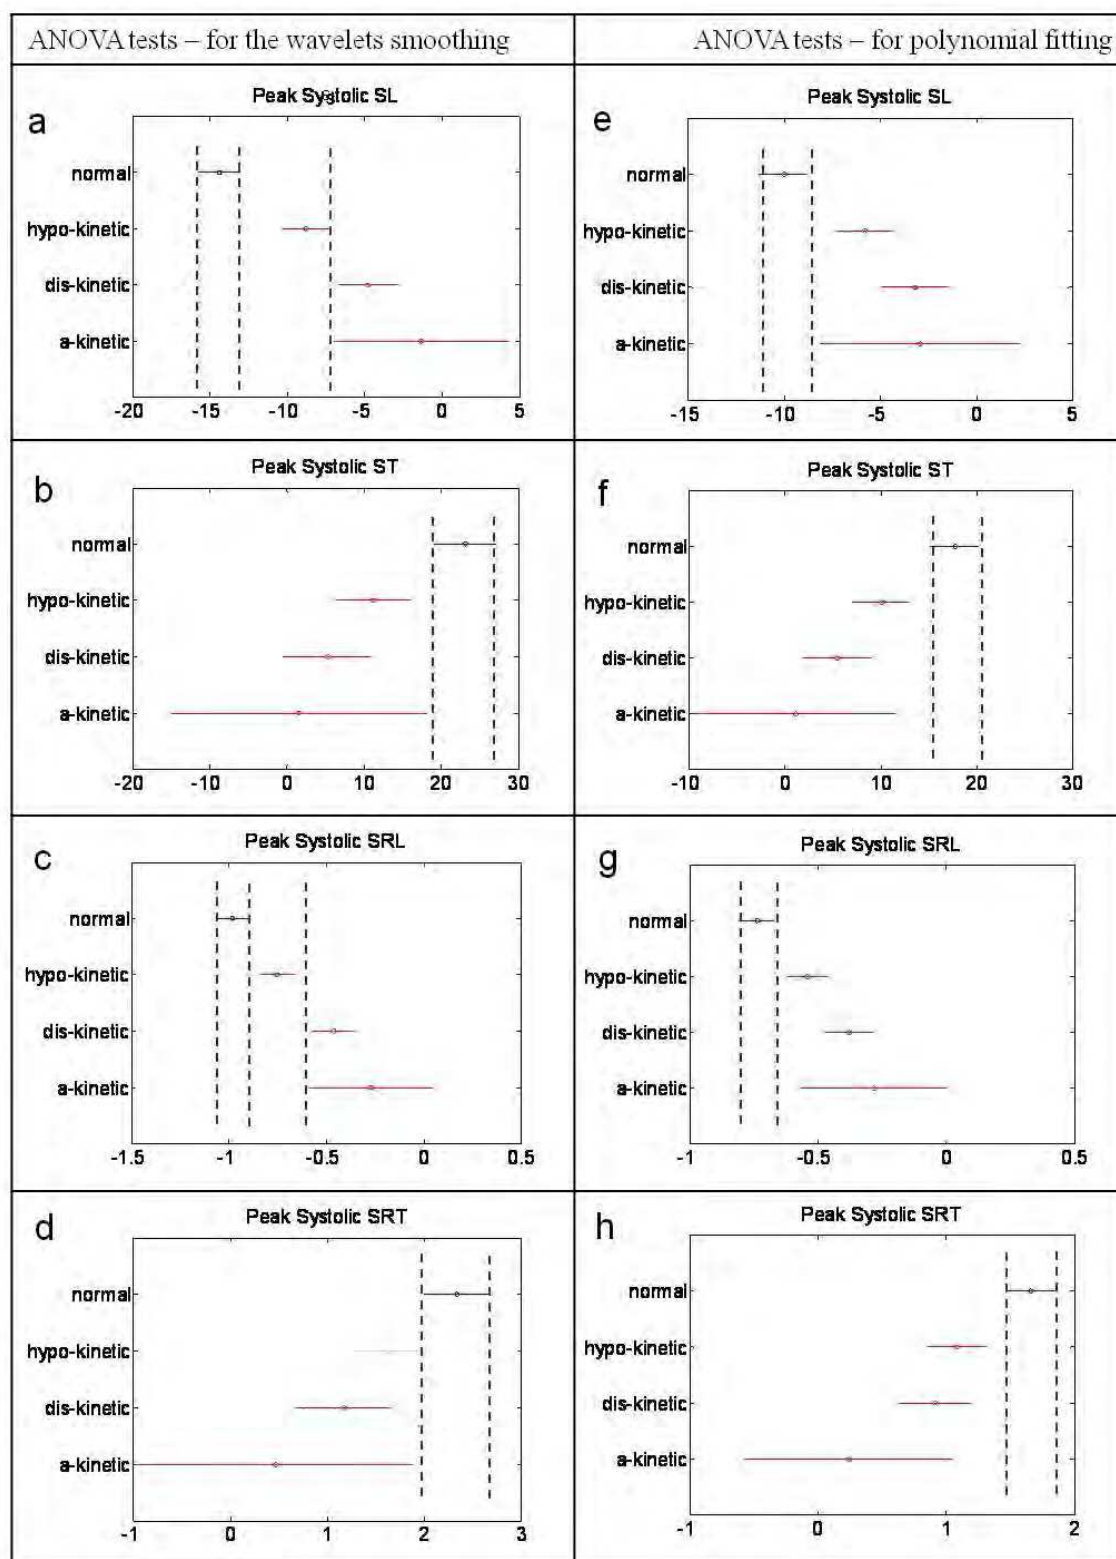 ANOVA tests – for the wavelets smoothing
ANOVA tests – for polynomial fitting
a
Peak Systolic SL
normal
hypo-kinetic
dis-kinetic
a-kinetic
-20 -15 -10 -5 0 5
e
Peak Systolic SL
normal
hypo-kinetic
dis-kinetic
a-kinetic
-15 -10 -5 0 5
b
Peak Systolic ST
normal
hypo-kinetic
dis-kinetic
a-kinetic
-20 -10 0 10 20 30
f
Peak Systolic ST
normal
hypo-kinetic
dis-kinetic
a-kinetic
-10 0 10 20 30
c
Peak Systolic SRL
normal
hypo-kinetic
dis-kinetic
a-kinetic
-1.5 -1 -0.5 0 0.5
g
Peak Systolic SRL
normal
hypo-kinetic
dis-kinetic
a-kinetic
-1 -0.5 0 0.5
d
Peak Systolic SRT
normal
hypo-kinetic
dis-kinetic
a-kinetic
-1 0 1 2 3
h
Peak Systolic SRT
normal
hypo-kinetic
dis-kinetic
a-kinetic
-1 0 1 2